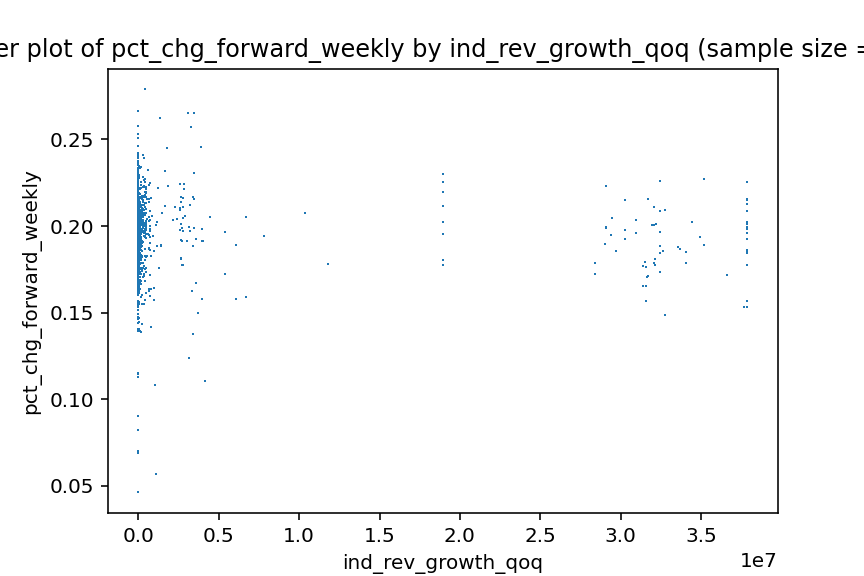 er plot of pct_chg_forward_weekly by ind_rev_growth_qoq (sample size =
0.25
0.20
0.15
0.10
0.05
pct_chg_forward_weekly
0.0 0.5 1.0 1.5 2.0 2.5 3.0 3.5
1e7
ind_rev_growth_qoq